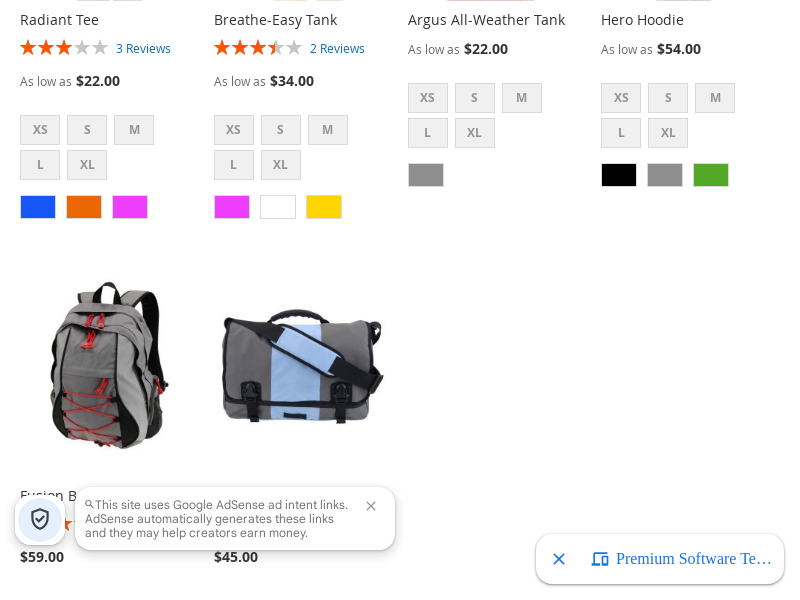 Radiant Tee
3 Reviews
As low as $22.00
XS S M
L XL
Breathe-Easy Tank
2 Reviews
As low as $34.00
XS S M
L XL
Argus All-Weather Tank
As low as $22.00
XS S M
L XL
Hero Hoodie
As low as $54.00
XS S M
L XL
Fusion B
$59.00
$45.00
This site uses Google AdSense ad intent links.
AdSense automatically generates these links
and they may help creators earn money.
Premium Software Te...